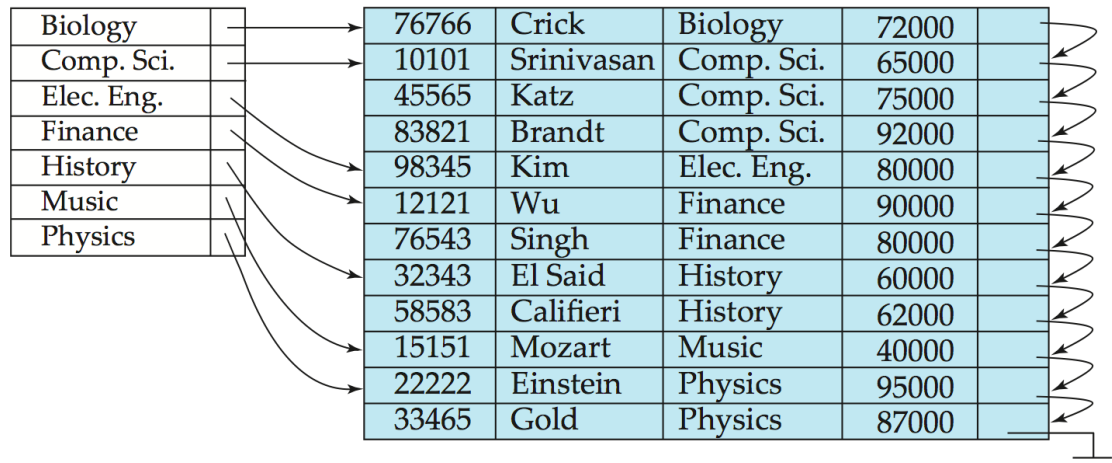 Biology
Comp. Sci.
Elec. Eng.
Finance
History
Music
Physics
76766 Crick Biology 72000
10101 Srinivasan Comp. Sci. 65000
45565 Katz Comp. Sci. 75000
83821 Brandt Comp. Sci. 92000
98345 Kim Elec. Eng. 80000
12121 Wu Finance 90000
76543 Singh Finance 80000
32343 El Said History 60000
58583 Califieri History 62000
15151 Mozart Music 40000
22222 Einstein Physics 95000
33465 Gold Physics 87000